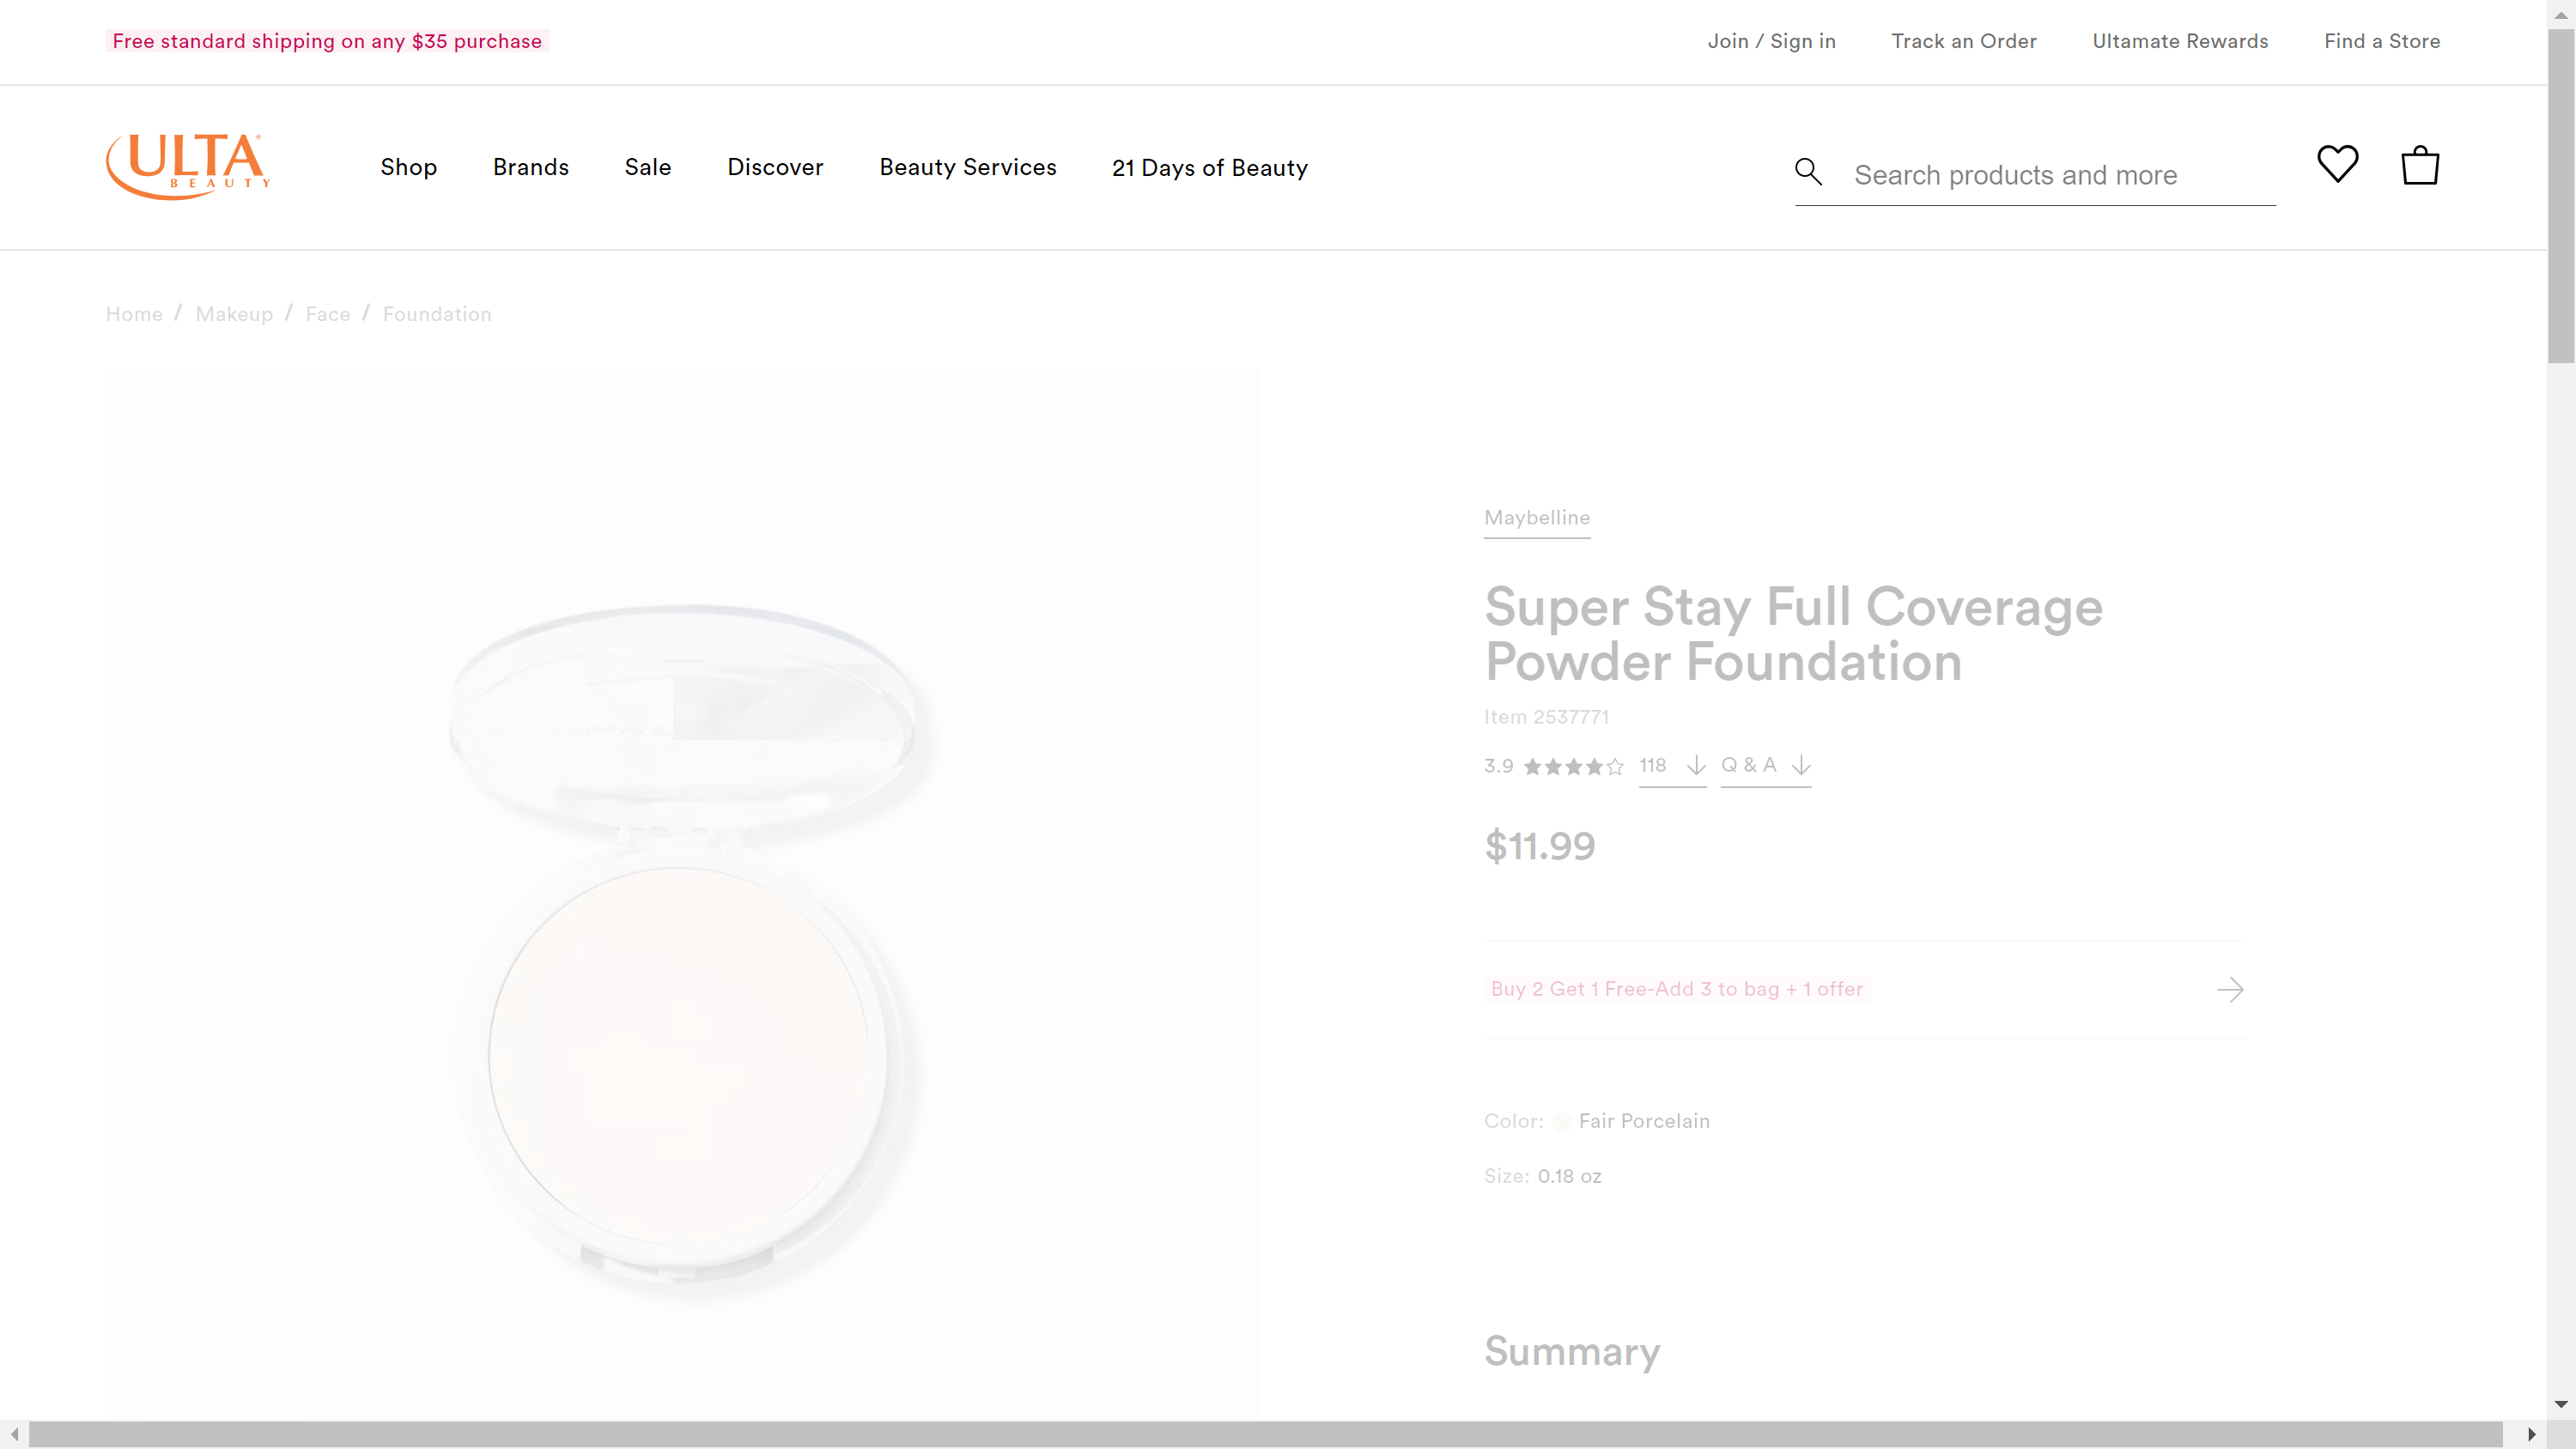 Free standard shipping on any $35 purchase
Join / Sign in
Track an Order
Ultamate Rewards
Find a Store
ULTA
BEAUTY
Shop
Brands
Sale
Discover
Beauty Services
21 Days of Beauty
Search products and more
Home / Makeup / Face / Foundation
Maybelline
Super Stay Full Coverage
Powder Foundation
Item 2537771
3.9
118
Q & A
$11.99
Buy 2 Get 1 Free-Add 3 to bag + 1 offer
Color: Fair Porcelain
Size: 0.18 oz
Summary